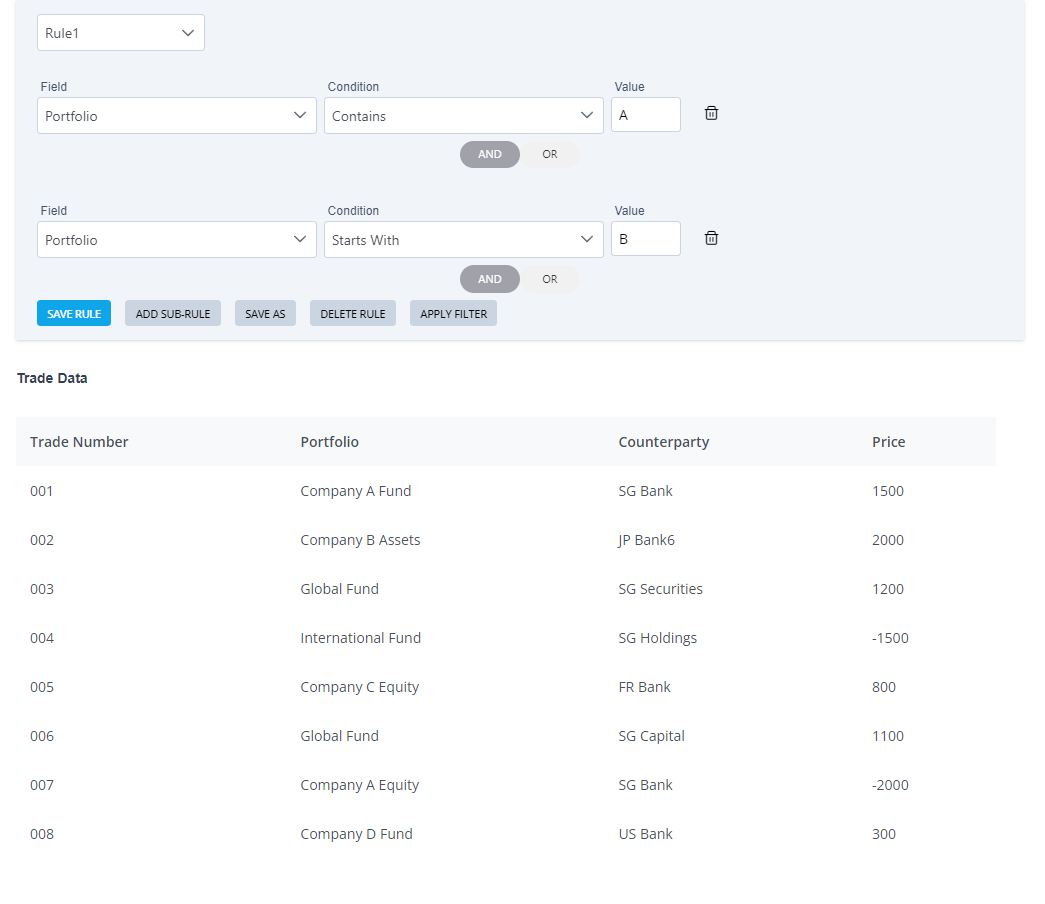 Rule1
Field Condition Value
Portfolio Contains A
AND OR
Field Condition Value
Portfolio Starts With B
AND OR
SAVE RULE ADD SUB-RULE SAVE AS DELETE RULE APPLY FILTER
Trade Data
Trade Number Portfolio Counterparty Price
001 Company A Fund SG Bank 1500
002 Company B Assets JP Bank6 2000
003 Global Fund SG Securities 1200
004 International Fund SG Holdings -1500
005 Company C Equity FR Bank 800
006 Global Fund SG Capital 1100
007 Company A Equity SG Bank -2000
008 Company D Fund US Bank 300